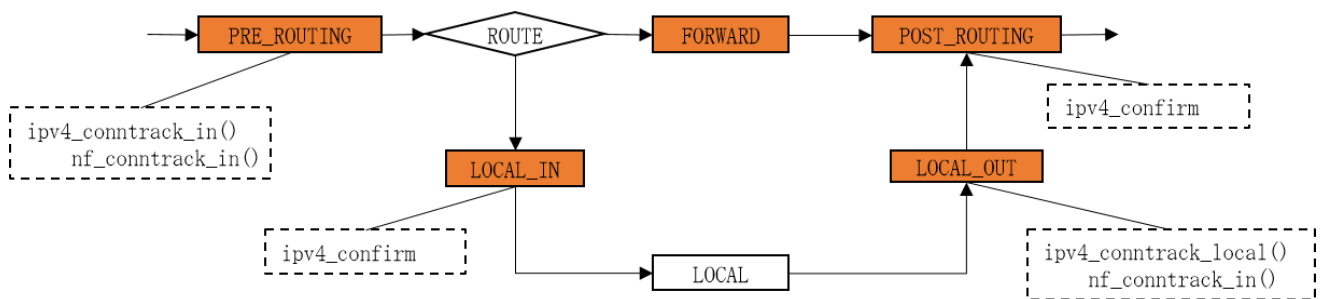 PRE_ROUTING
ROUTE
FORWARD
POST_ROUTING
ipv4_conntrack_in()
nf_conntrack_in()
ipv4_confirm
LOCAL_IN
LOCAL_OUT
ipv4_confirm
LOCAL
ipv4_conntrack_local()
nf_conntrack_in()